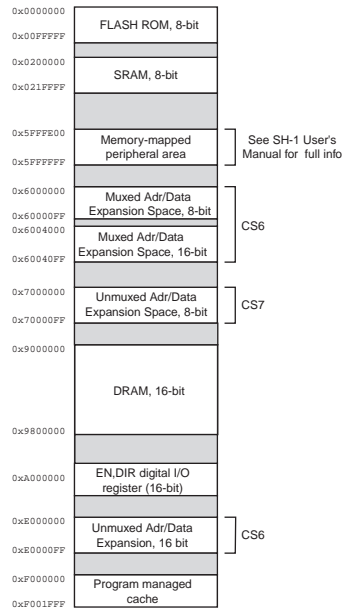 0x0000000
FLASH ROM, 8-bit
0x00FFFFF
0x0200000
SRAM, 8-bit
0x021FFFF
0x5FFFE00
Memory-mapped
peripheral area
See SH-1 User's
Manual for full info
0x5FFFFFF
0x6000000
Muxed Adr/Data
Expansion Space, 8-bit
0x60000FF
0x6004000
Muxed Adr/Data
Expansion Space, 16-bit
0x60040FF
CS6
0x7000000
Unmuxed Adr/Data
Expansion Space, 8-bit
0x70000FF
CS7
0x9000000
DRAM, 16-bit
0x9800000
0xA000000
EN,DIR digital I/O
register (16-bit)
0xE000000
Unmuxed Adr/Data
Expansion, 16 bit
0xE0000FF
CS6
0xF000000
Program managed
cache
0xF001FFF